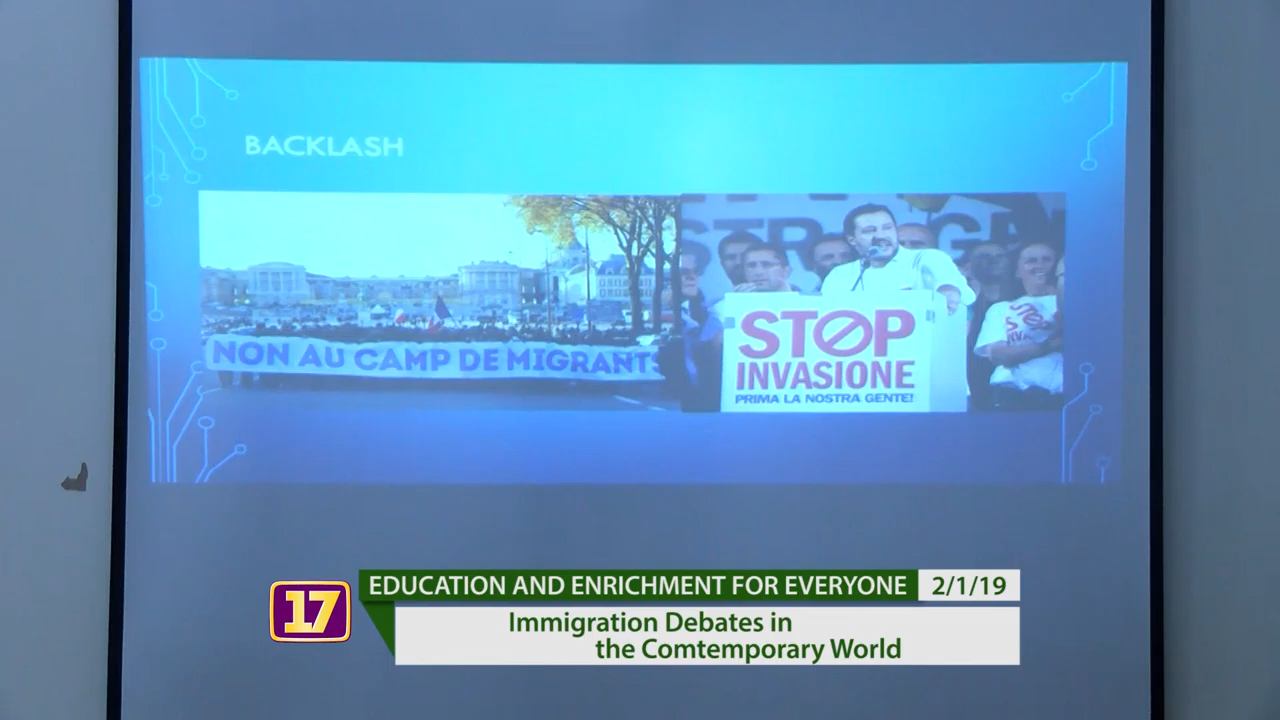 BACKLASH
NON AU CAMP DE MIGRANTS
STOP
INVASIONE
PRIMA LA NOSTRA GENTE!
17
EDUCATION AND ENRICHMENT FOR EVERYONE
2/1/19
Immigration Debates in
the Comtemporary World